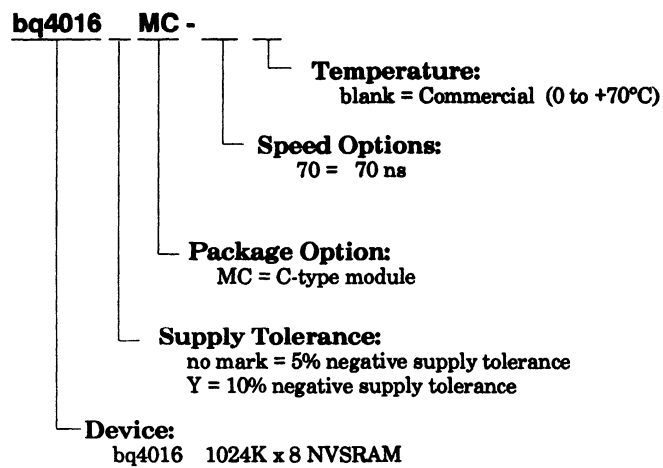 bq4016 MC -
Temperature:
blank = Commercial (0 to +70°C)
Speed Options:
70 = 70 ns
Package Option:
MC = C-type module
Supply Tolerance:
no mark = 5% negative supply tolerance
Y = 10% negative supply tolerance
Device:
bq4016 1024K x 8 NVSRAM